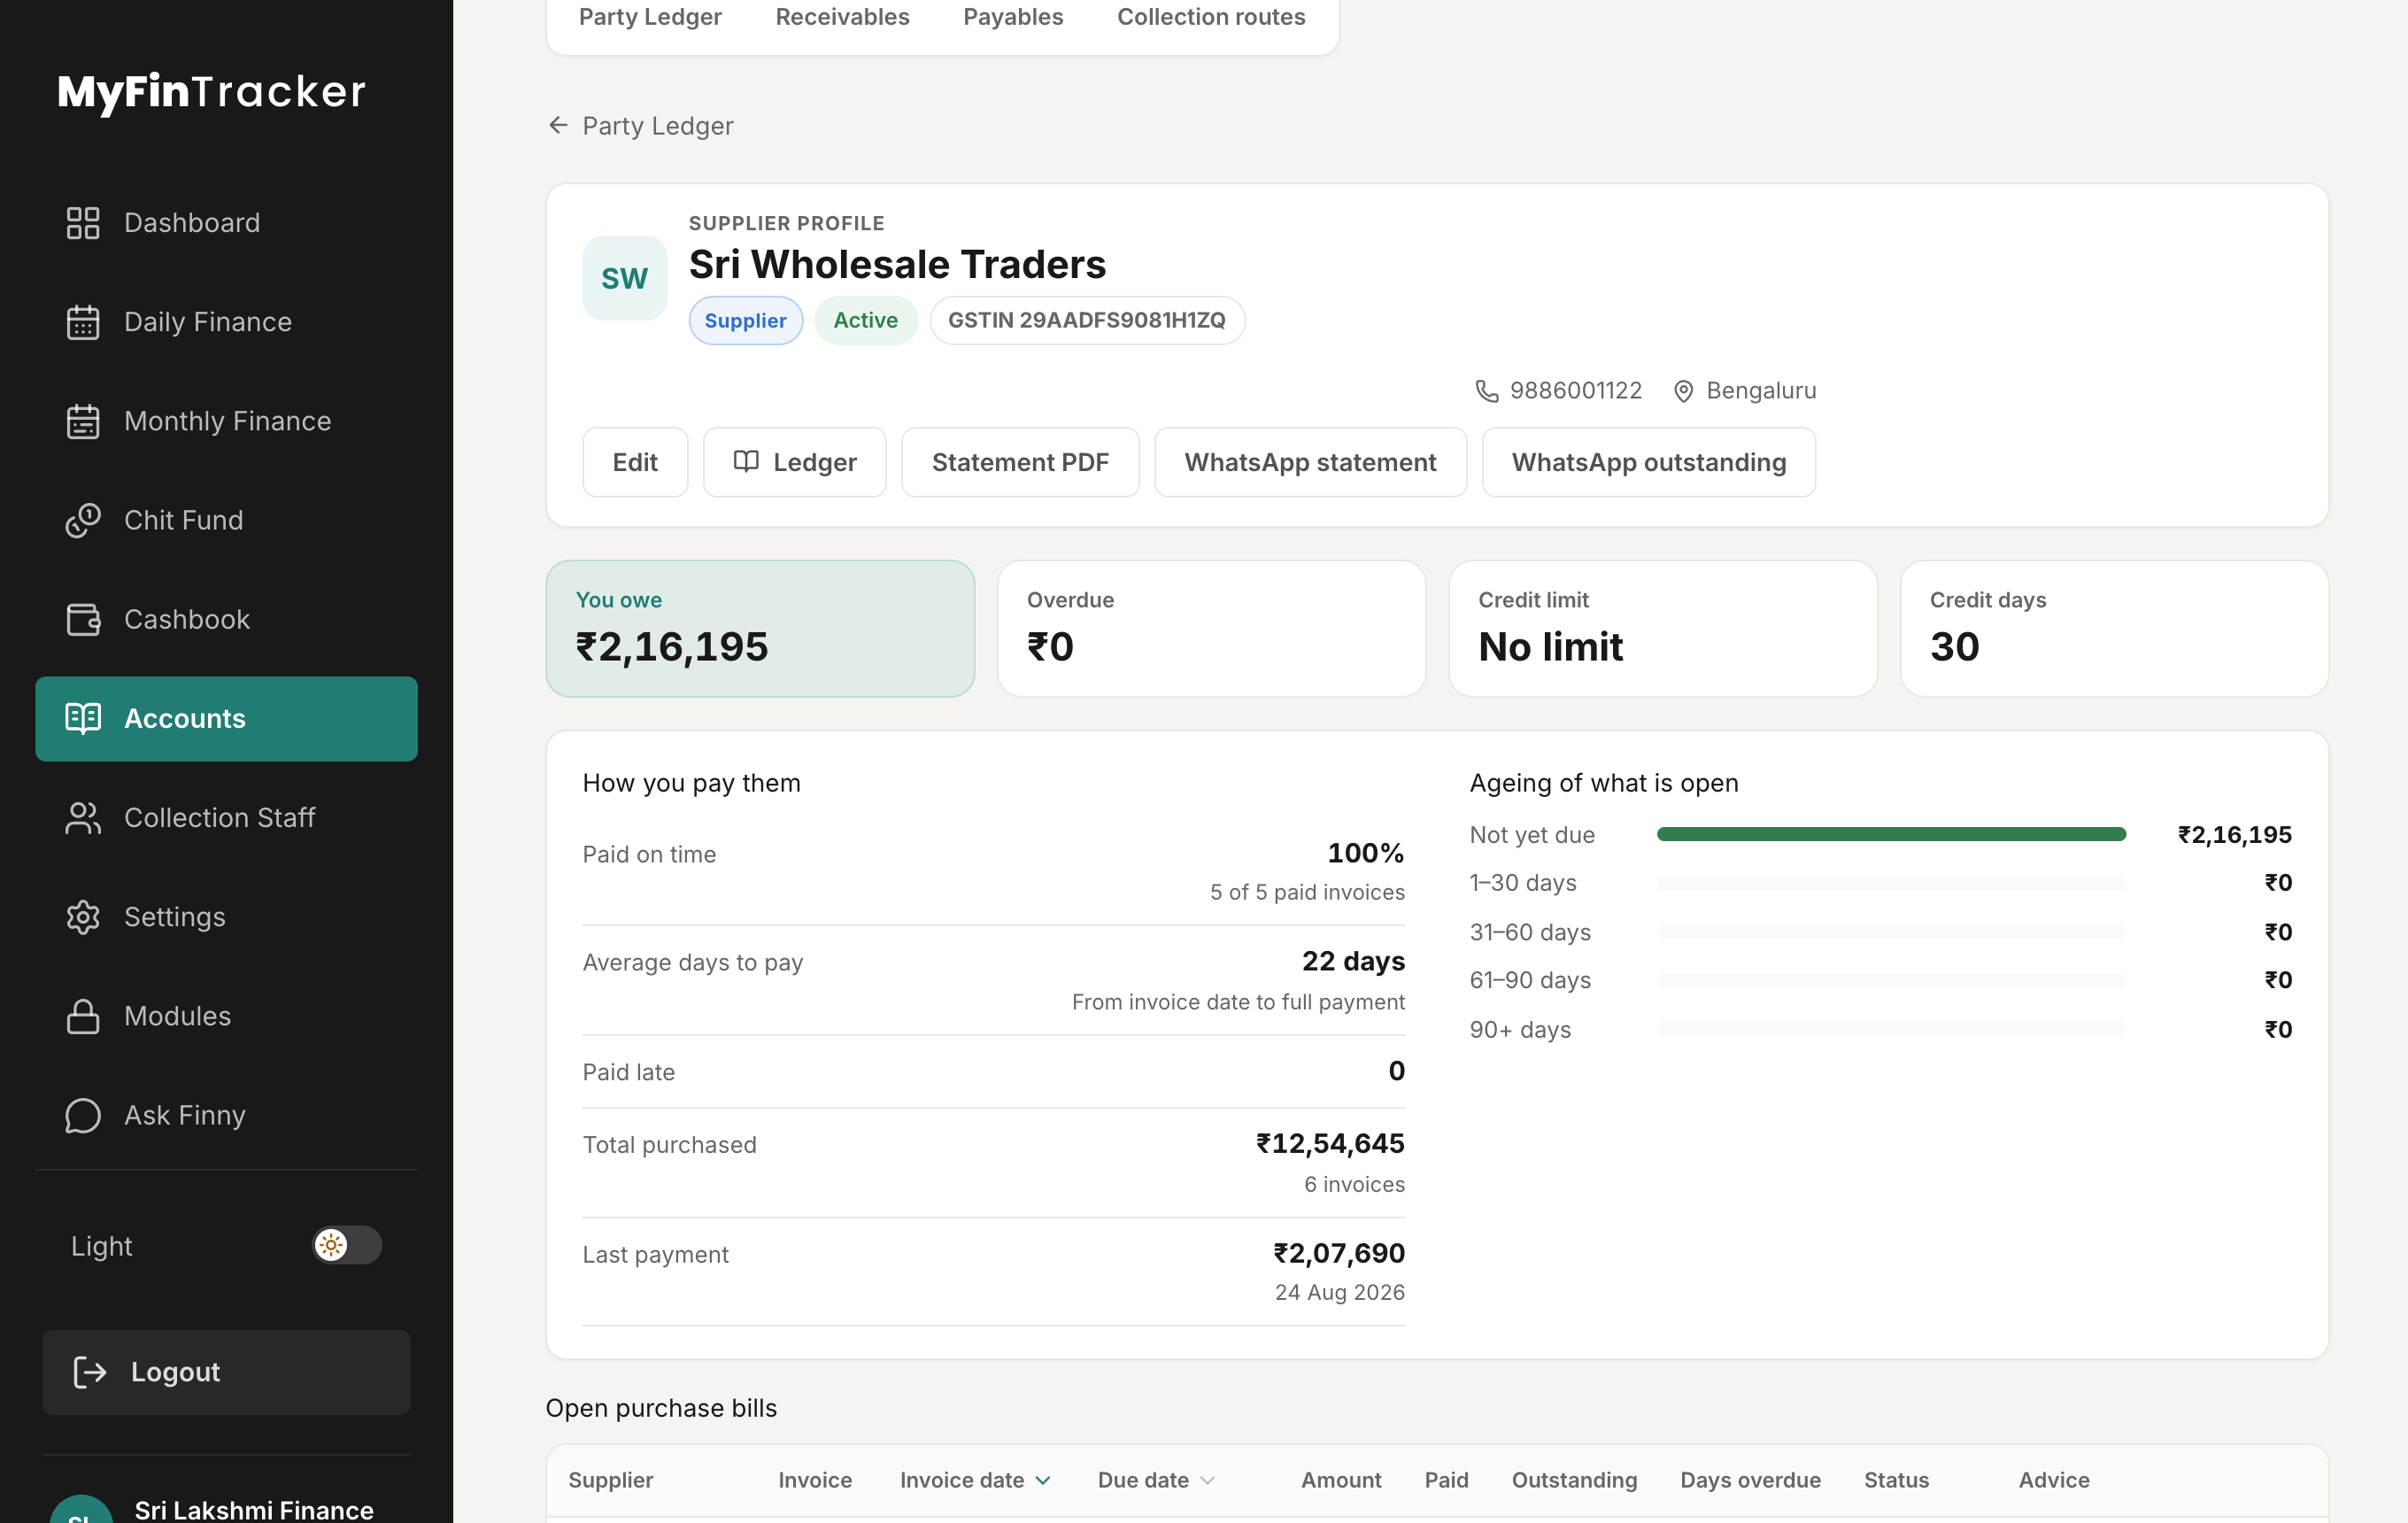 MyFinTracker
Dashboard
Daily Finance
Monthly Finance
Chit Fund
Cashbook
Accounts
Collection Staff
Settings
Modules
Ask Finny
Light
Logout
Sri Lakshmi Finance
Party Ledger Receivables Payables Collection routes
Party Ledger
SW
SUPPLIER PROFILE
Sri Wholesale Traders
Supplier Active GSTIN 29AADFS9081H1ZQ
9886001122 Bengaluru
Edit Ledger Statement PDF WhatsApp statement WhatsApp outstanding
You owe
₹2,16,195
Overdue
₹0
Credit limit
No limit
Credit days
30
How you pay them
Paid on time 100%
5 of 5 paid invoices
Average days to pay 22 days
From invoice date to full payment
Paid late 0
Total purchased ₹12,54,645
6 invoices
Last payment ₹2,07,690
24 Aug 2026
Ageing of what is open
Not yet due ₹2,16,195
1–30 days ₹0
31–60 days ₹0
61–90 days ₹0
90+ days ₹0
Open purchase bills
Supplier Invoice Invoice date Due date Amount Paid Outstanding Days overdue Status Advice